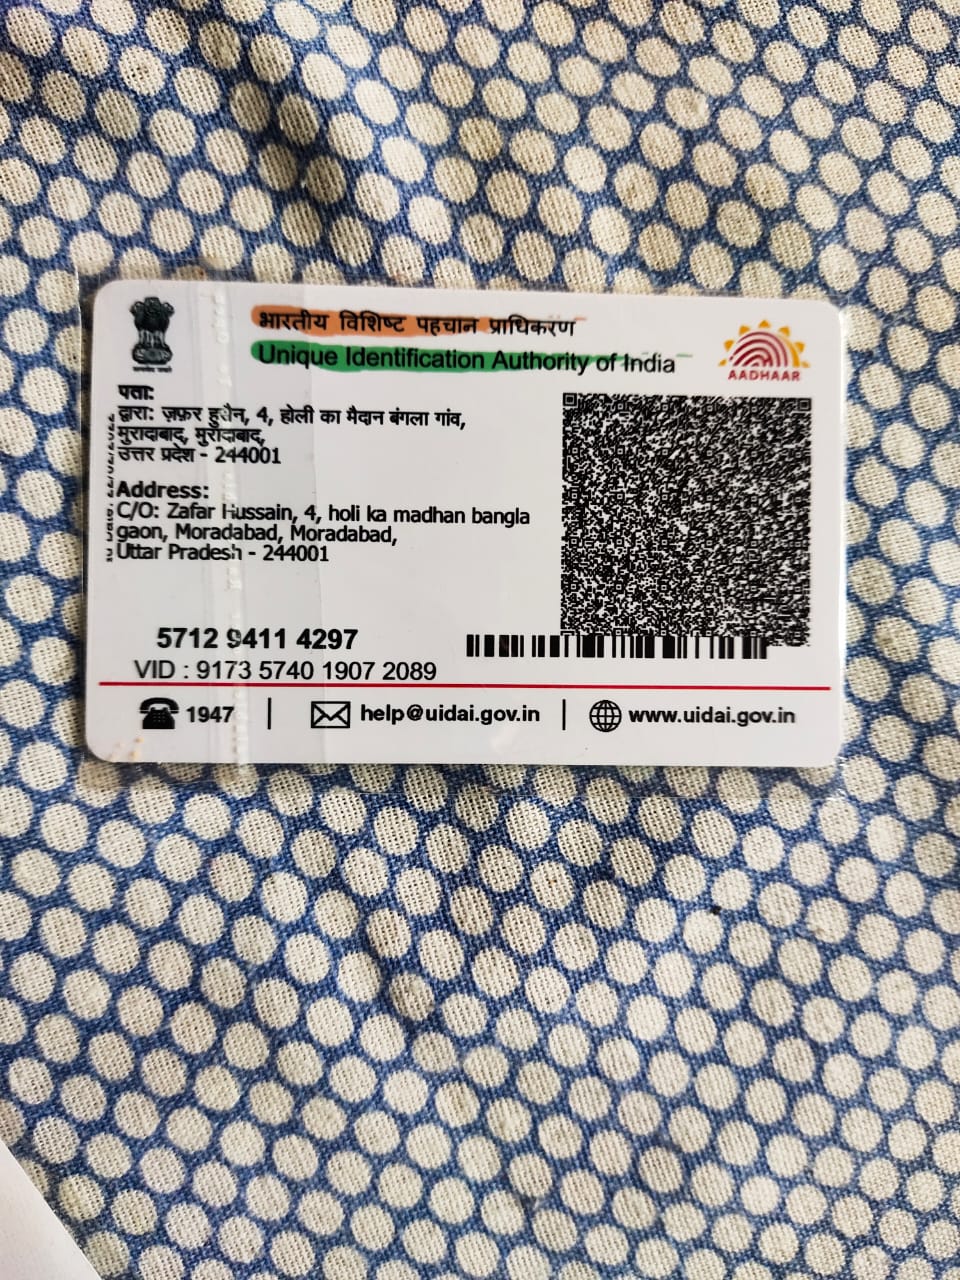 भारतीय विशिष्ट पहचान प्राधिकरण
Unique Identification Authority of India
AADHAAR
पता:
द्वारा: ज़फ़र हुसैन, 4, होली का मैदान बंगला गांव,
मुरादाबाद, मुरादाबाद,
उत्तर प्रदेश - 244001
Address:
C/O: Zafar Hussain, 4, holi ka madhan bangla
gaon, Moradabad, Moradabad,
Uttar Pradesh - 244001
5712 9411 4297
VID : 9173 5740 1907 2089
1947 | help@uidai.gov.in | www.uidai.gov.in